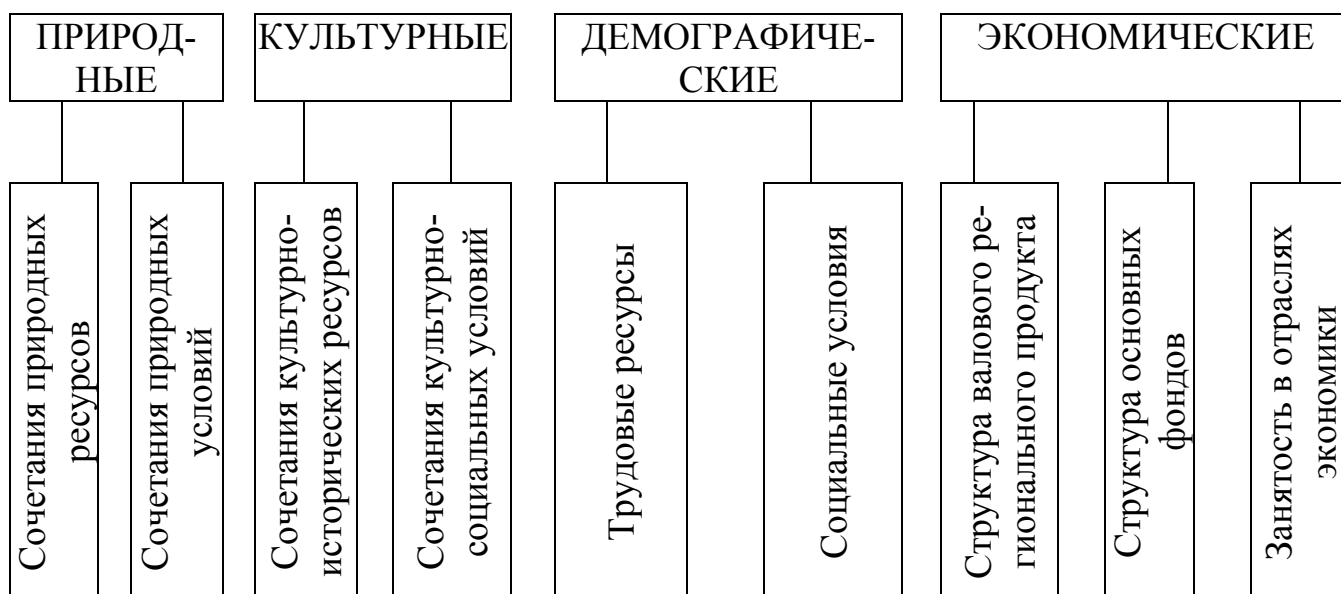 ПРИРОД-
НЫЕ
КУЛЬТУРНЫЕ
ДЕМОГРАФИЧЕ-
СКИЕ
ЭКОНОМИЧЕСКИЕ
Сочетания природных
ресурсов
Сочетания природных
условий
Сочетания культурно-
исторических ресурсов
Сочетания культурно-
социальных условий
Трудовые ресурсы
Социальные условия
Структура валового ре-
гионального продукта
Структура основных
фондов
Занятость в отраслях
экономики